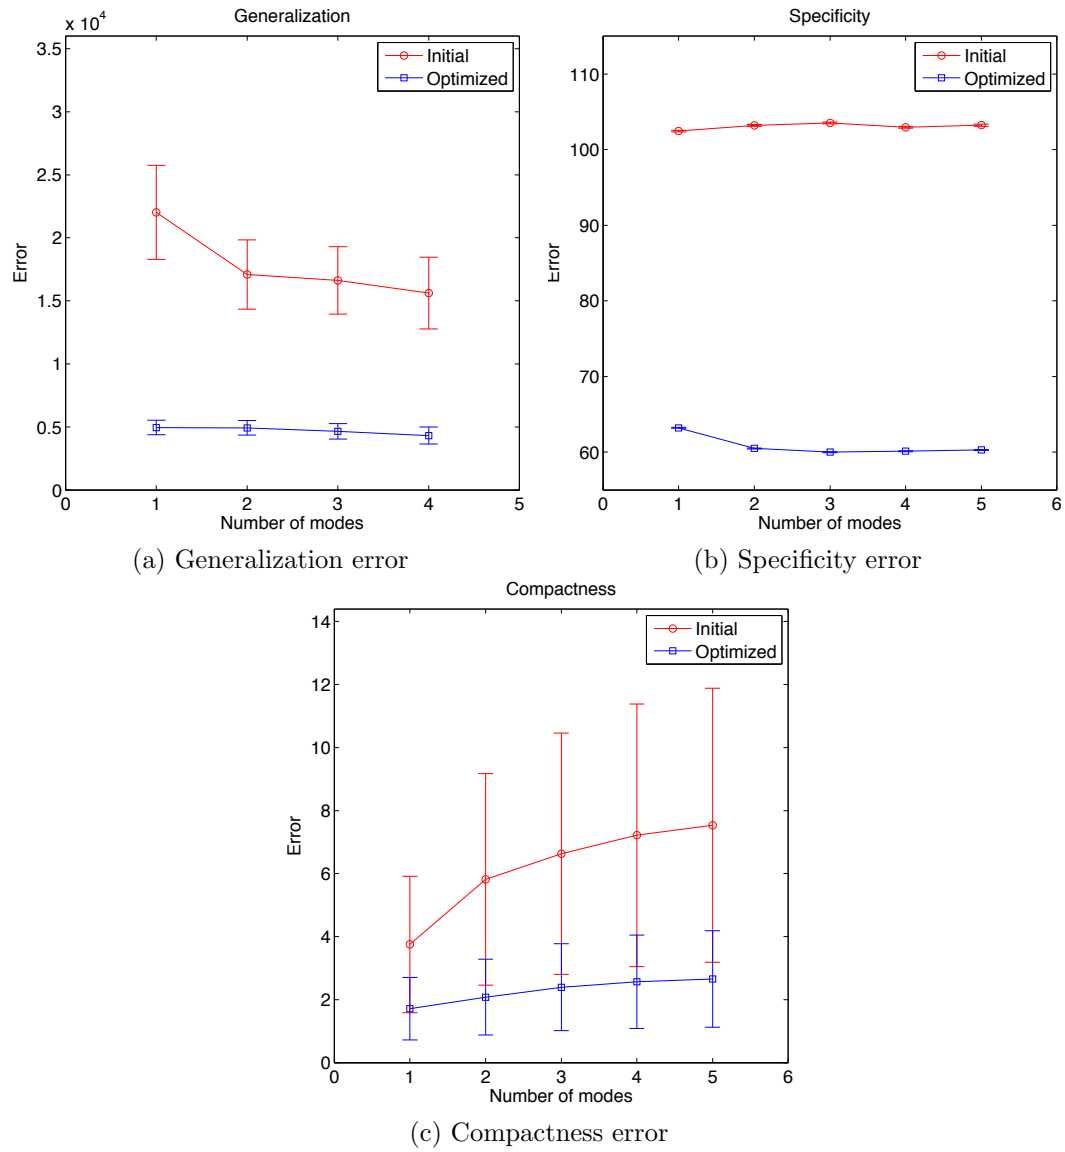 Generalization
x 10^4
3.5
3
2.5
2
1.5
1
0.5
0
Error
Initial
Optimized
0 1 2 3 4 5
Number of modes
(a) Generalization error
Specificity
110
100
90
80
70
60
Error
Initial
Optimized
0 1 2 3 4 5 6
Number of modes
(b) Specificity error
Compactness
14
12
10
8
6
4
2
0
Error
Initial
Optimized
0 1 2 3 4 5 6
Number of modes
(c) Compactness error